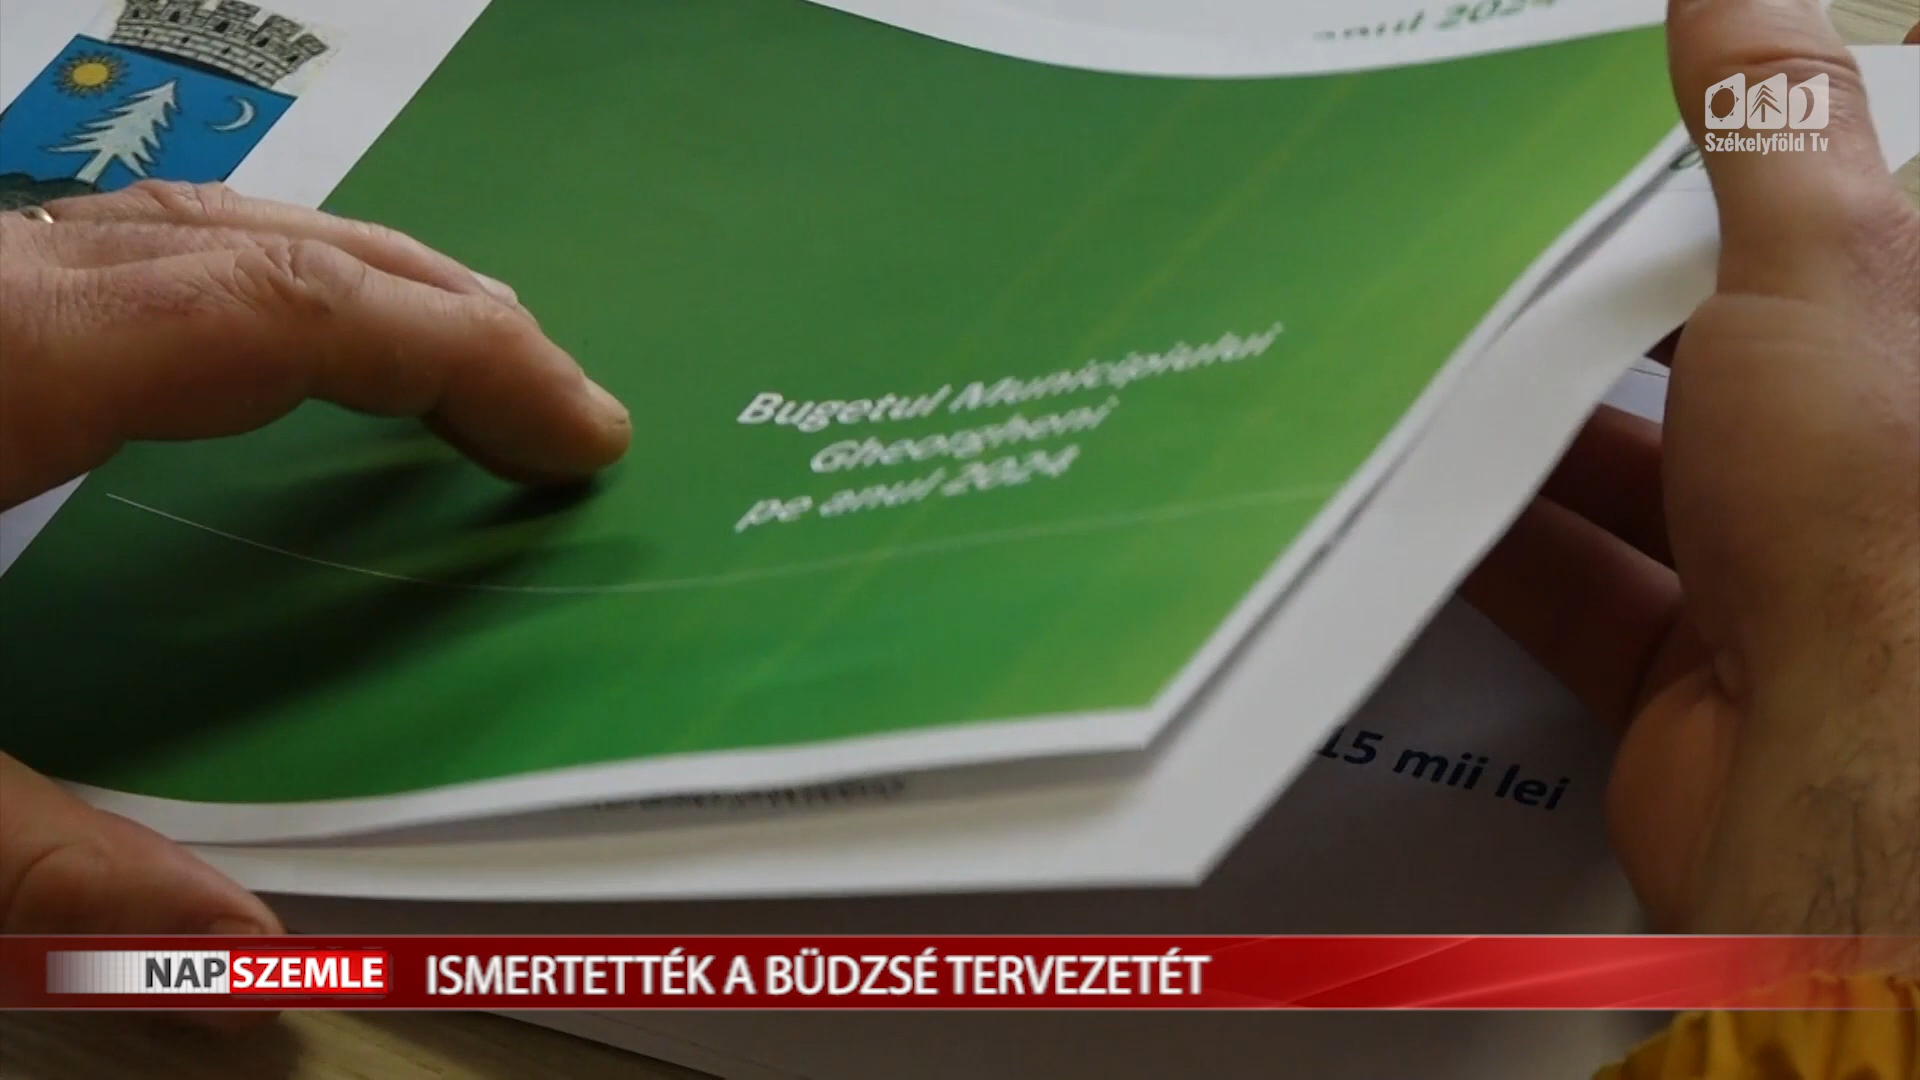 anul 2024
Székelyföld Tv
Bugetul Municipiului
Gheorgheni
pe anul 2024
15 mii lei
NAPSZEMLE
ISMERTETTÉK A BÜDZSÉ TERVEZETÉT